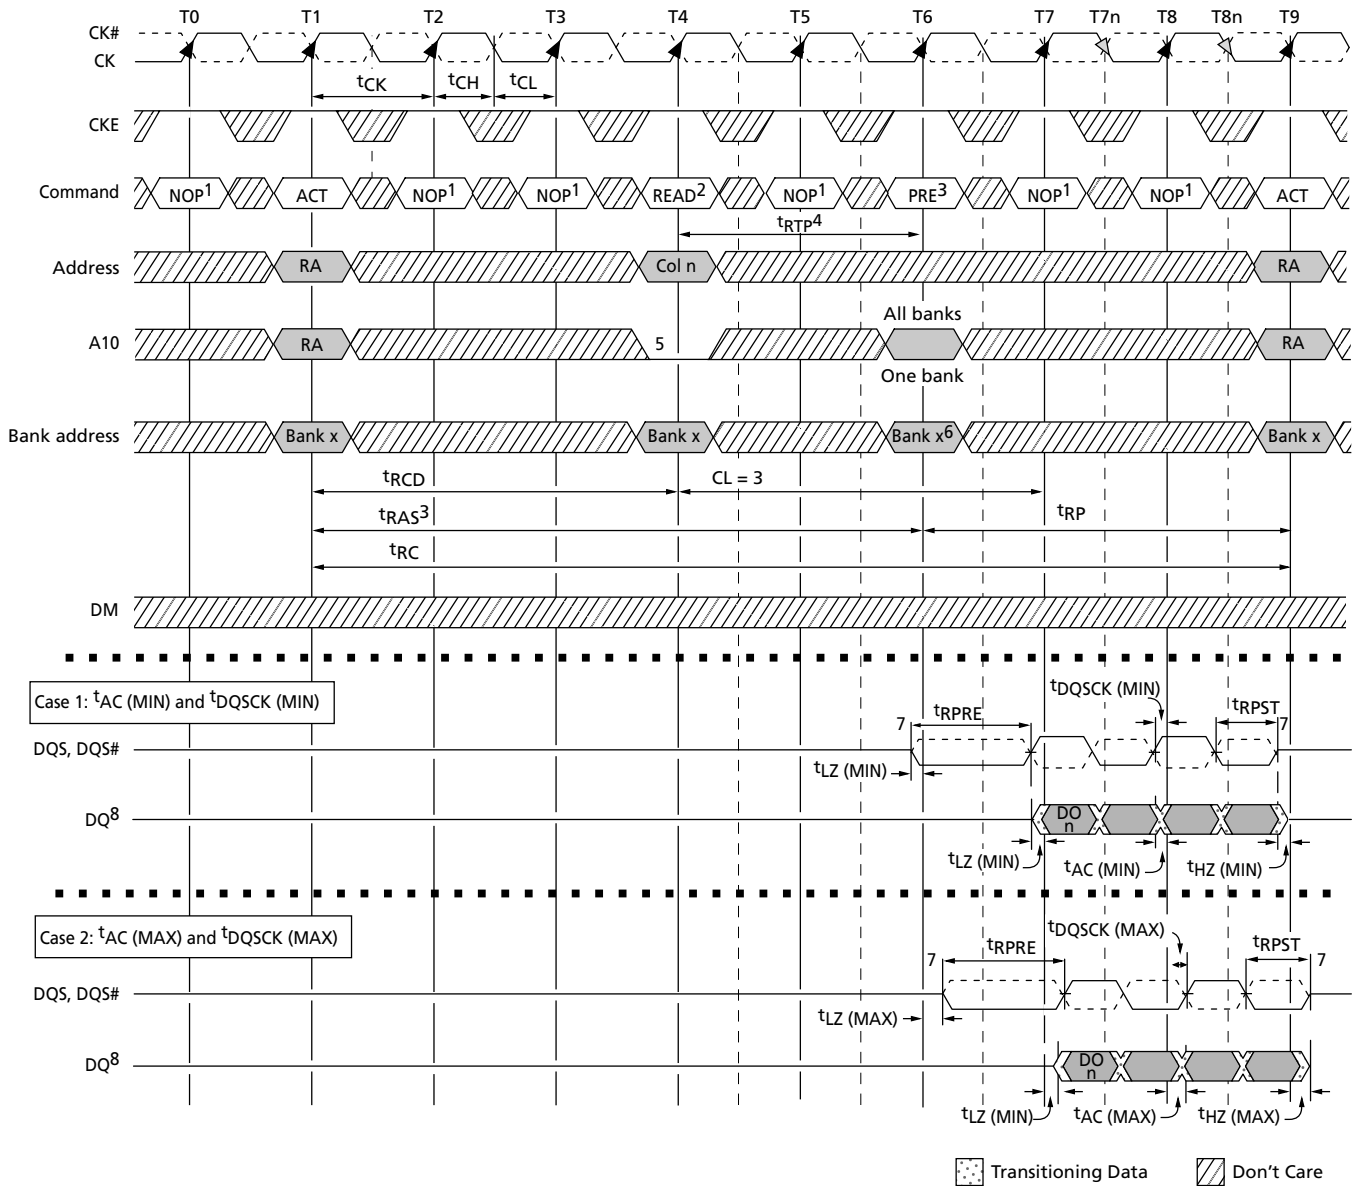 T0 T1 T2 T3 T4 T5 T6 T7 T7n T8 T8n T9
CK#
CK
tCK tCH tCL
CKE
Command NOP1 ACT NOP1 NOP1 READ2 NOP1 PRE3 NOP1 NOP1 ACT
tRTP4
Address RA Col n RA
All banks
A10 RA 5 RA
One bank
Bank address Bank x Bank x Bank x6 Bank x
tRCD CL = 3
tRAS3 tRP
tRC
DM
Case 1: tAC (MIN) and tDQSCK (MIN)
tDQSCK (MIN)
7 tRPRE tRPST 7
DQS, DQS#
tLZ (MIN)
DQ8 DO
n
tLZ (MIN) tAC (MIN) tHZ (MIN)
Case 2: tAC (MAX) and tDQSCK (MAX)
tDQSCK (MAX)
7 tRPRE tRPST 7
DQS, DQS#
tLZ (MAX)
DQ8 DO
n
tLZ (MIN) tAC (MAX) tHZ (MAX)
Transitioning Data Don't Care